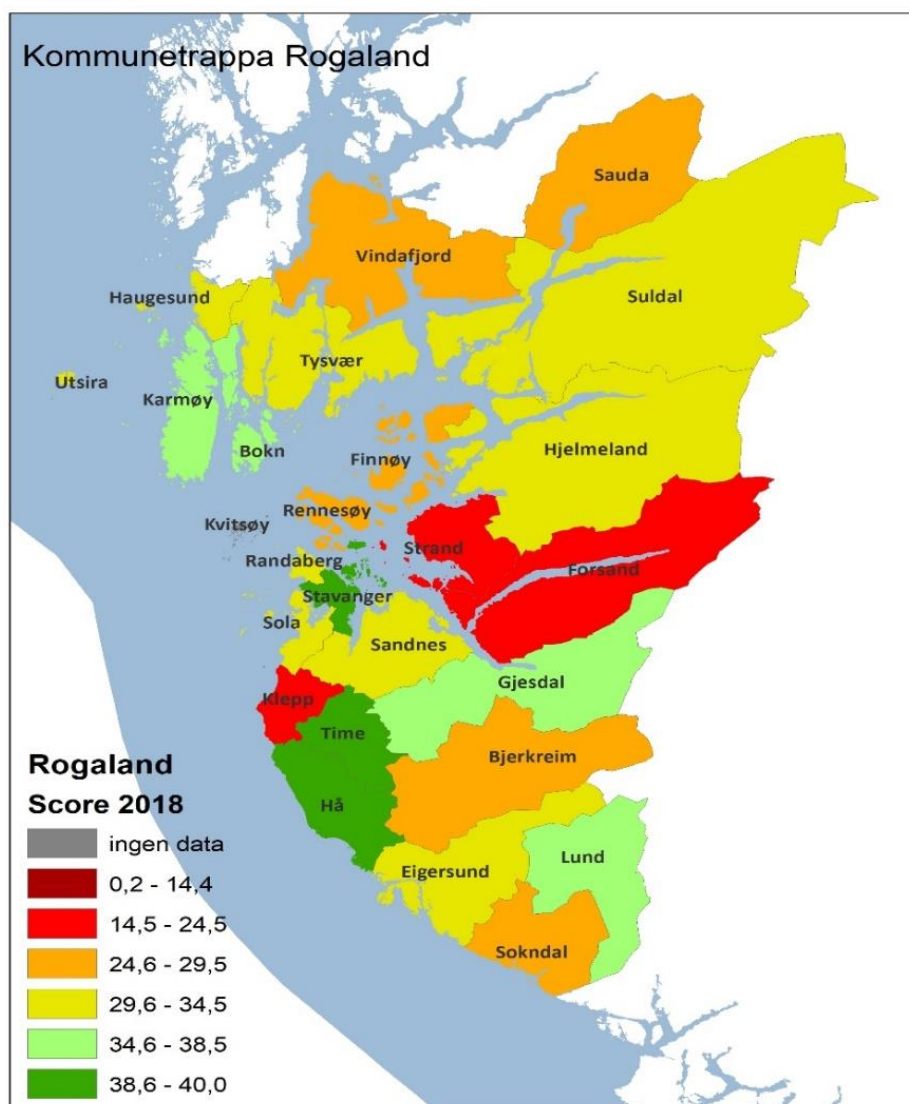 Kommunetrappa Rogaland
Sauda
Vindafjord
Haugesund
Suldal
Tysvær
Utsira
Karmøy
Hjelmeland
Bokn
Finnøy
Rennesøy
Kvitsøy
Strand
Randaberg
Forsand
Stavanger
Sola
Sandnes
Gjesdal
Klepp
Time
Bjerkreim
Hå
Lund
Eigersund
Sokndal
Rogaland
Score 2018
ingen data
0,2 - 14,4
14,5 - 24,5
24,6 - 29,5
29,6 - 34,5
34,6 - 38,5
38,6 - 40,0